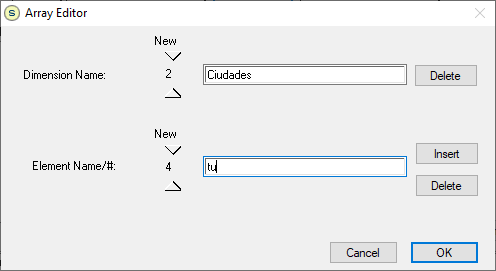 S Array Editor
New
Dimension Name: 2 Ciudades Delete
New
Insert
Element Name/#: 4 tu
Delete
Cancel OK